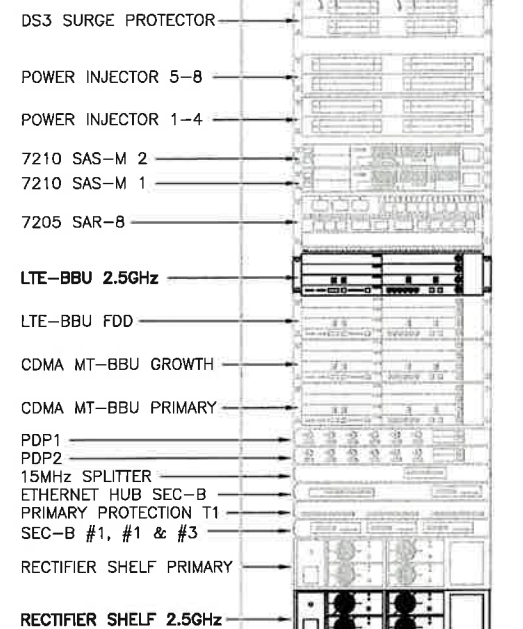 DS3 SURGE PROTECTOR
POWER INJECTOR 5-8
POWER INJECTOR 1-4
7210 SAS-M 2
7210 SAS-M 1
7205 SAR-8
LTE-BBU 2.5GHz
LTE-BBU FDD
CDMA MT-BBU GROWTH
CDMA MT-BBU PRIMARY
PDP1
PDP2
15MHz SPLITTER
ETHERNET HUB SEC-B
PRIMARY PROTECTION T1
SEC-B #1, #1 & #3
RECTIFIER SHELF PRIMARY
RECTIFIER SHELF 2.5GHz